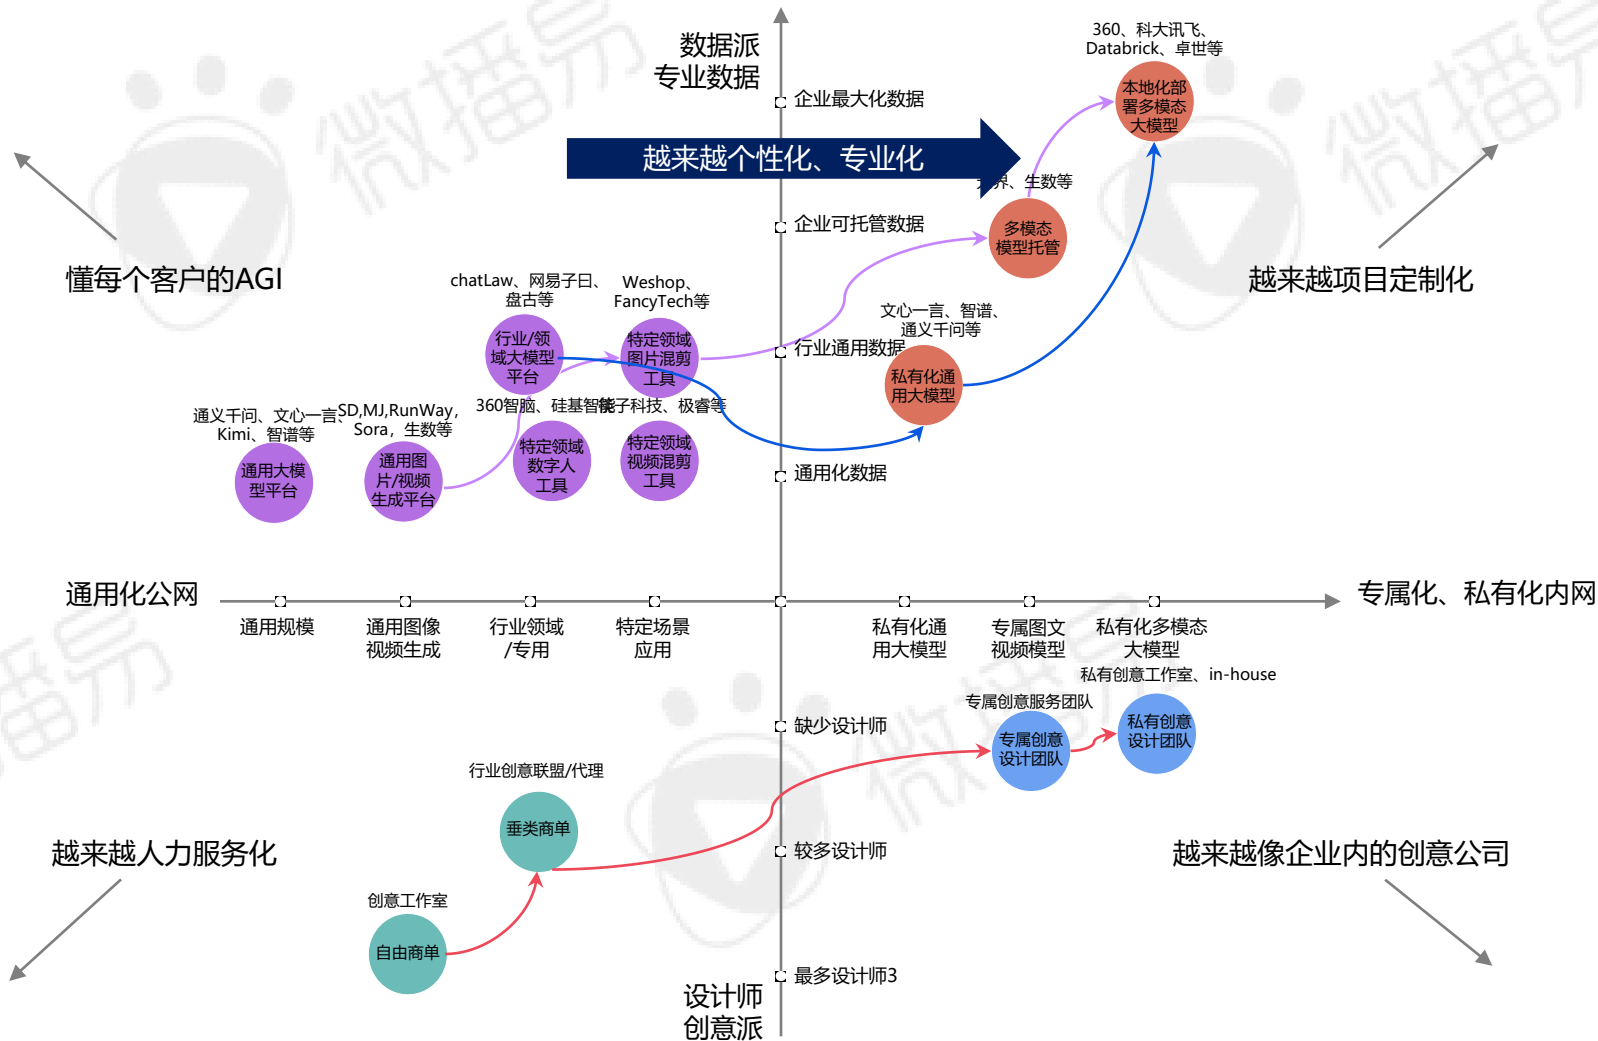 数据派
专业数据
360、科大讯飞、
Databrick、卓世等
本地化部
署多模态
大模型
企业最大化数据
越来越个性化、专业化
界、生数等
多模态
模型托管
企业可托管数据
懂每个客户的AGI
越来越项目定制化
chatLaw、网易子曰、
盘古等
行业/领
域大模型
平台
Weshop、
FancyTech等
特定领域
图片混剪
工具
文心一言、智谱、
通义千问等
行业通用数据
私有化通
用大模型
通义千问、文心一言、
Kimi、智谱等
通用大模
型平台
SD,MJ,RunWay,
Sora，生数等
通用图
片/视频
生成平台
360智脑、硅基智能
特定领域
数字人
工具
子科技、极睿等
特定领域
视频混剪
工具
通用化数据
通用化公网
专属化、私有化内网
通用规模
通用图像
视频生成
行业领域
/专用
特定场景
应用
私有化通
用大模型
专属图文
视频模型
私有化多模态
大模型
私有创意工作室、in-house
私有创意
设计团队
专属创意服务团队
专属创意
设计团队
缺少设计师
行业创意联盟/代理
垂类商单
较多设计师
越来越人力服务化
越来越像企业内的创意公司
创意工作室
自由商单
最多设计师3
设计师
创意派
微播易
微播易
微播易
播易